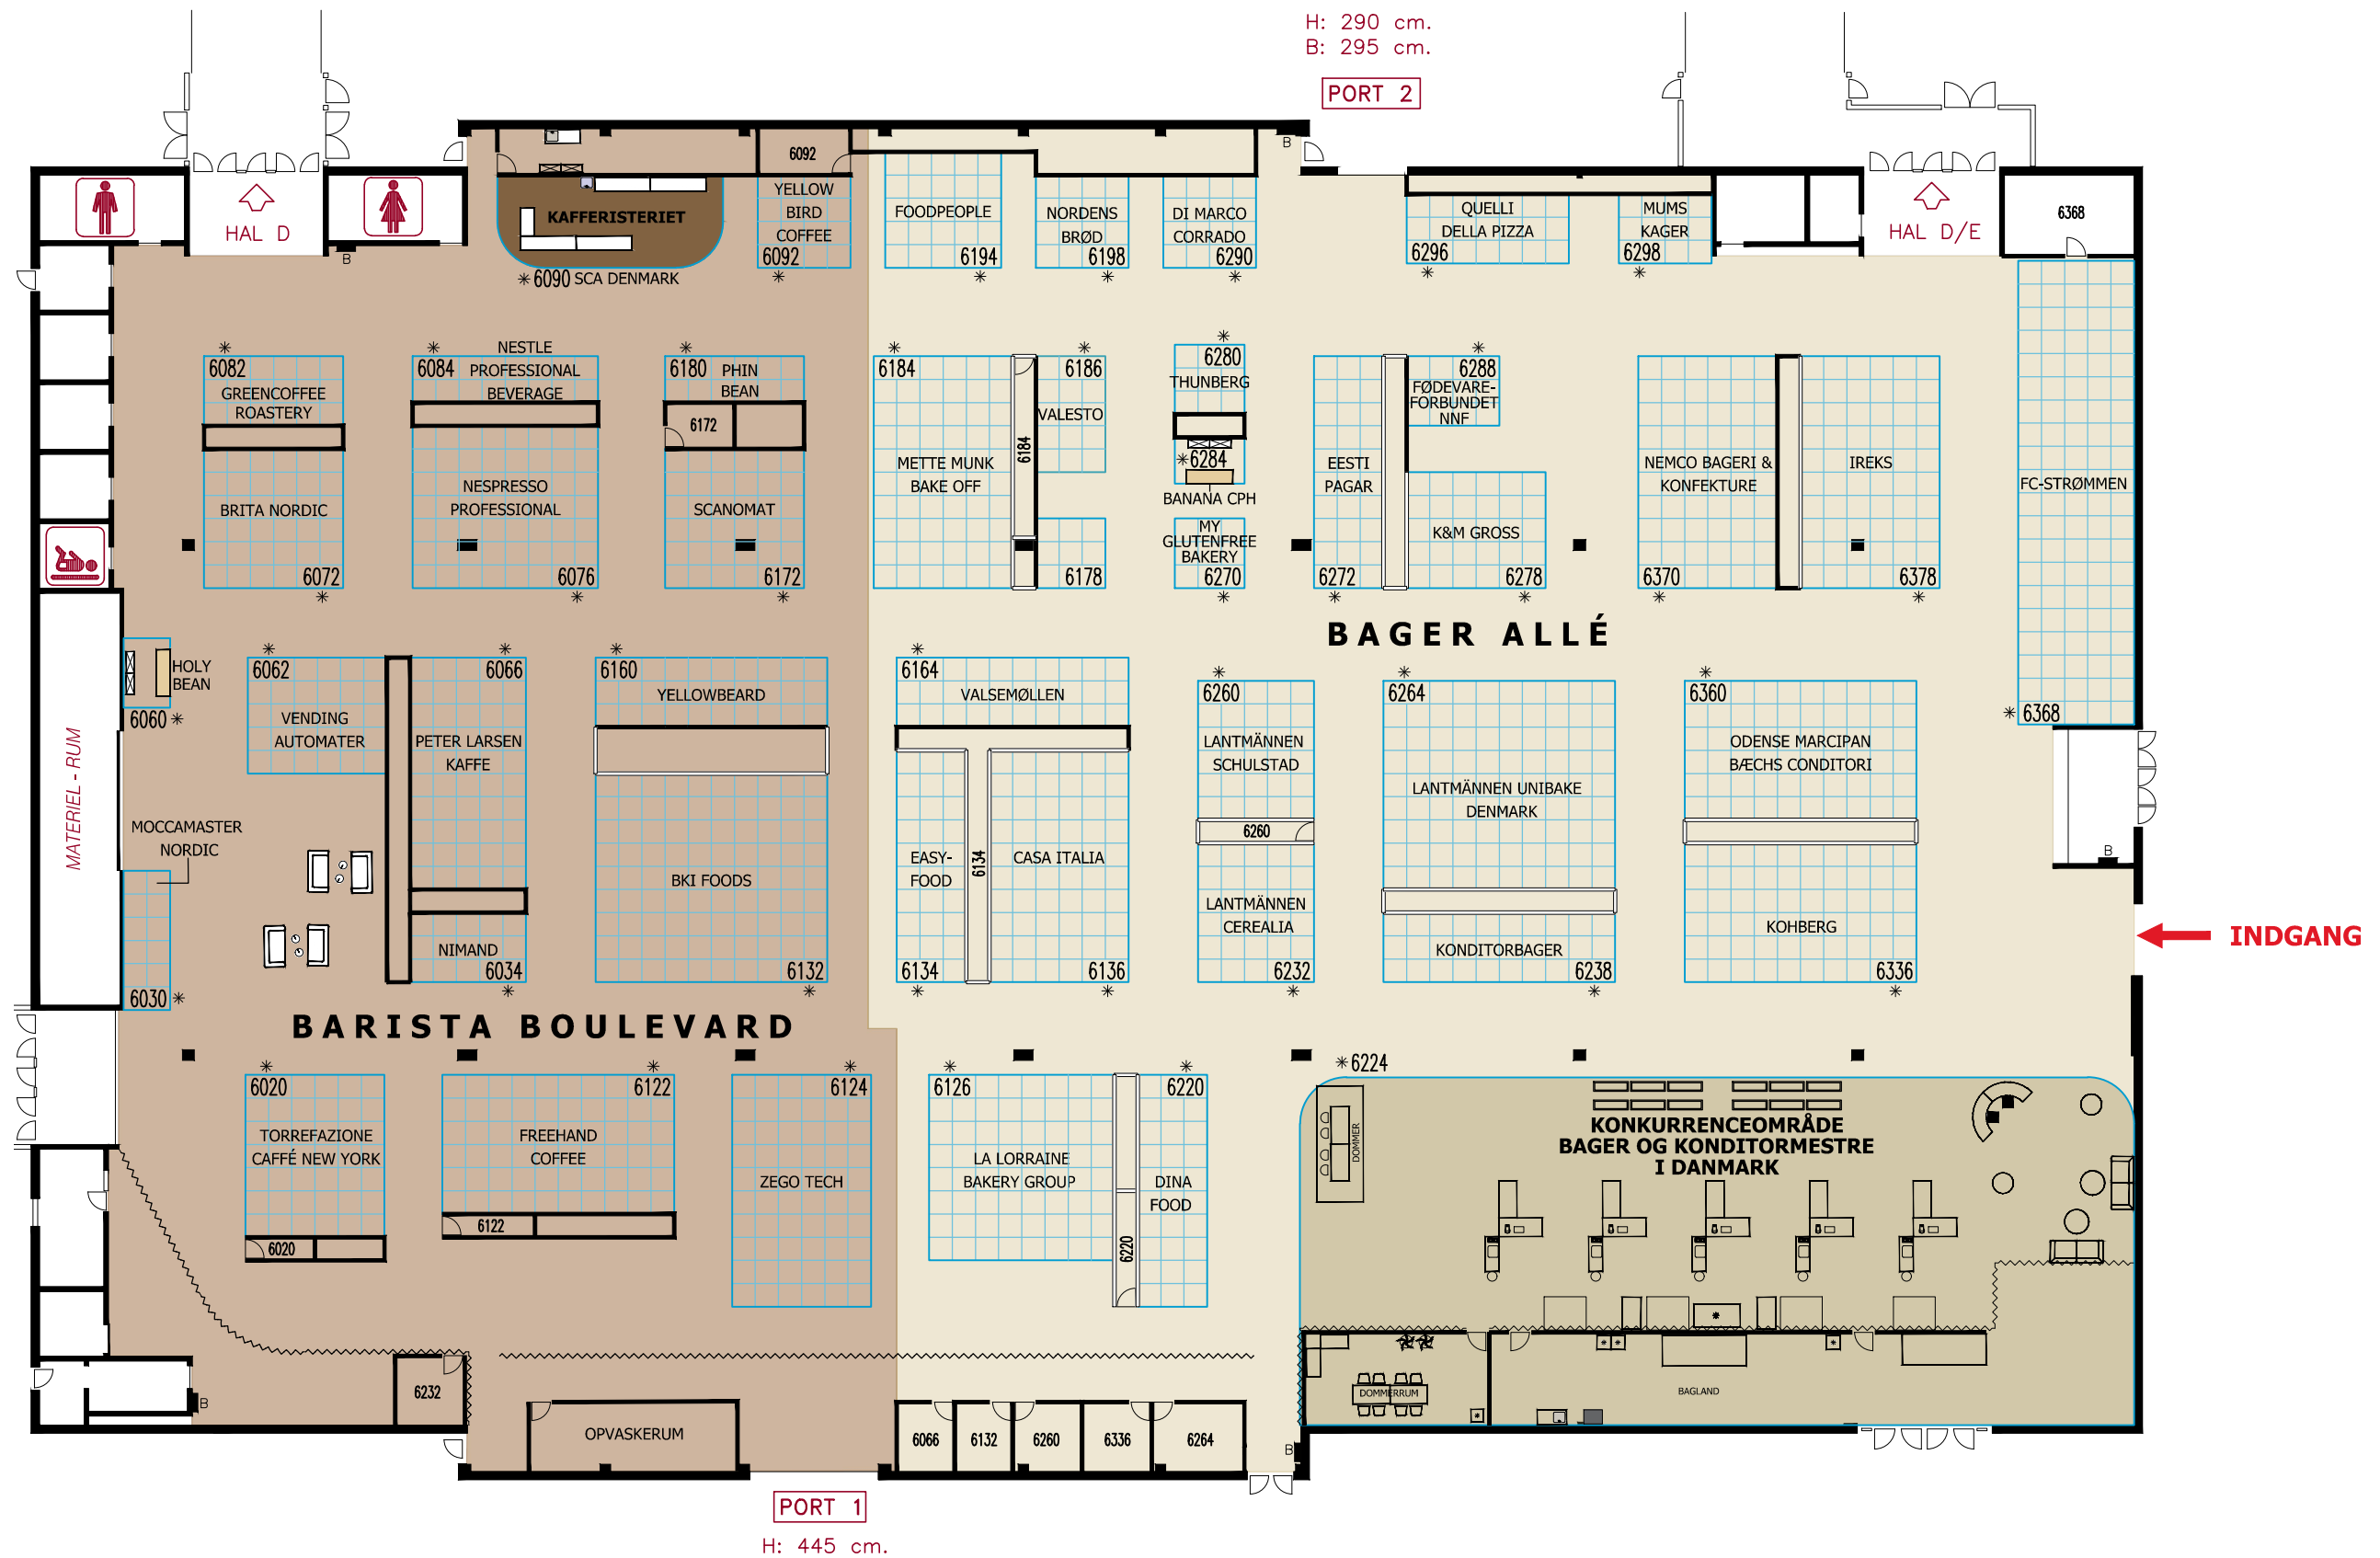 H: 290 cm.
B: 295 cm.
PORT 2
B
6092
HAL D
B
KAFFERISTERIET
6090 SCA DENMARK
YELLOW
BIRD
COFFEE
6092
FOODPEOPLE
6194
NORDENS
BRØD
6198
DI MARCO
CORRADO
6290
QUELLI
DELLA PIZZA
6296
MUMS
KAGER
6298
HAL D/E
6368
6082
GREENCOFFEE
ROASTERY
6084
NESTLE
PROFESSIONAL
BEVERAGE
6180
PHIN
BEAN
6172
6184
METTE MUNK
BAKE OFF
6184
6186
VALESTO
6280
THUNBERG
6284
BANANA CPH
6288
FØDEVARE-
FORBUNDET
NNF
EESTI
PAGAR
6272
NEMCO BAGERI &
KONFEKTURE
6370
IREKS
6378
FC-STRØMMEN
6368
BRITA NORDIC
6072
NESPRESSO
PROFESSIONAL
6076
SCANOMAT
6172
6178
MY
GLUTENFREE
BAKERY
6270
K&M GROSS
6278
BAGER ALLÉ
HOLY
BEAN
6060
6062
VENDING
AUTOMATER
6066
PETER LARSEN
KAFFE
6160
YELLOWBEARD
6164
VALSEMØLLEN
6260
LANTMÄNNEN
SCHULSTAD
6260
6264
LANTMÄNNEN UNIBAKE
DENMARK
6360
ODENSE MARCIPAN
BÆCHS CONDITORI
MATERIEL - RUM
MOCCAMASTER
NORDIC
6030
NIMAND
6034
BKI FOODS
6132
EASY-
FOOD
6134
6134
CASA ITALIA
6136
LANTMÄNNEN
CEREALIA
6232
KONDITORBAGER
6238
KOHBERG
6336
B
INDGANG
BARISTA BOULEVARD
6020
TORREFAZIONE
CAFFÉ NEW YORK
6020
6122
FREEHAND
COFFEE
6122
6124
ZEGO TECH
6126
LA LORRAINE
BAKERY GROUP
6220
DINA
FOOD
6220
6224
DOMMER
KONKURRENCEOMRÅDE
BAGER OG KONDITORMESTRE
I DANMARK
DOMMERRUM
BAGLAND
B
6232
OPVASKERUM
6066
6132
6260
6336
6264
B
PORT 1
H: 445 cm.